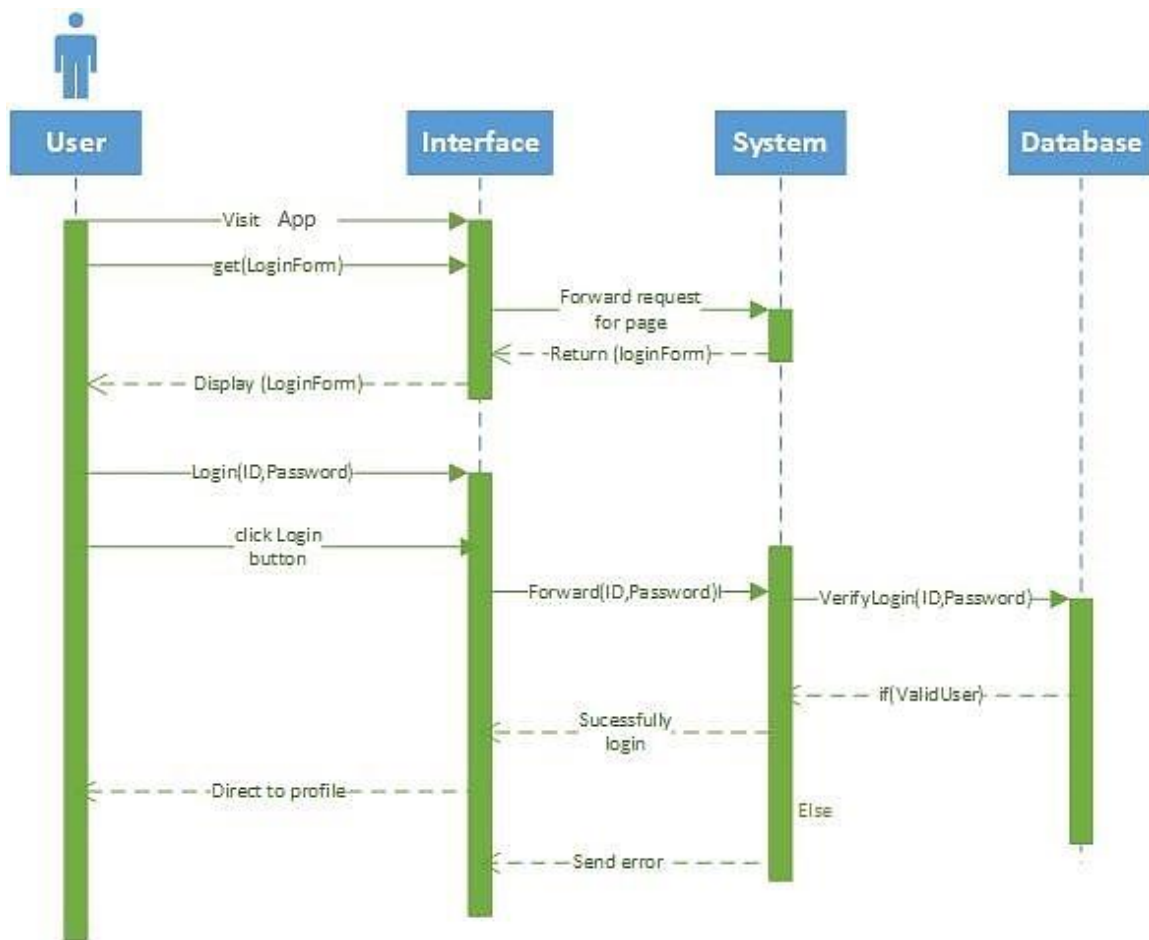 User
Interface
System
Database
Visit App
get(LoginForm)
Forward request
for page
Return (loginForm)
Display (LoginForm)
Login(ID,Password)
click Login
button
Forward(ID,Password)l
VerifyLogin(ID,Password)
if(ValidUser)
Sucessfully
login
Direct to profile
Else
Send error